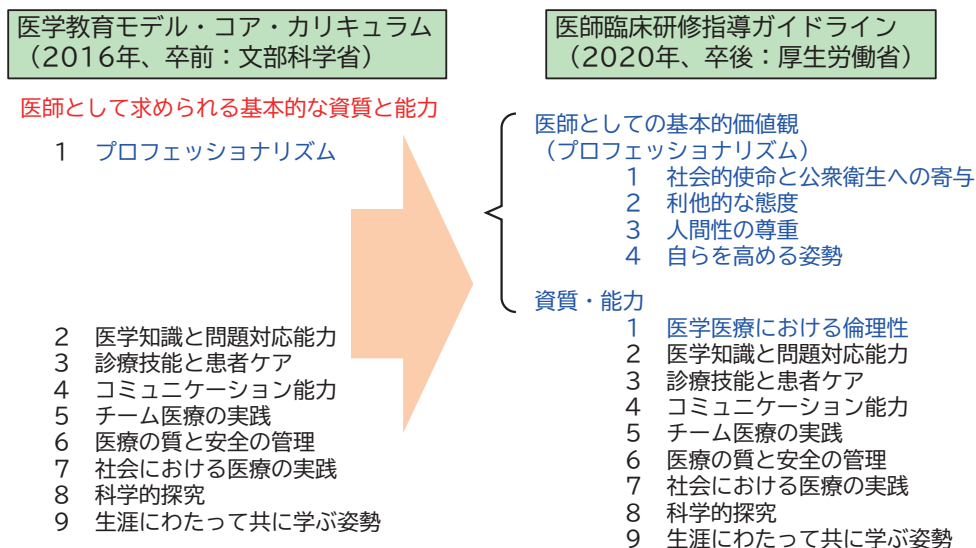 医学教育モデル・コア・カリキュラム
（2016年、卒前：文部科学省）
医師として求められる基本的な資質と能力
1 プロフェッショナリズム
2 医学知識と問題対応能力
3 診療技能と患者ケア
4 コミュニケーション能力
5 チーム医療の実践
6 医療の質と安全の管理
7 社会における医療の実践
8 科学的探究
9 生涯にわたって共に学ぶ姿勢
医師臨床研修指導ガイドライン
（2020年、卒後：厚生労働省）
医師としての基本的価値観
（プロフェッショナリズム）
1 社会的使命と公衆衛生への寄与
2 利他的な態度
3 人間性の尊重
4 自らを高める姿勢
資質・能力
1 医学医療における倫理性
2 医学知識と問題対応能力
3 診療技能と患者ケア
4 コミュニケーション能力
5 チーム医療の実践
6 医療の質と安全の管理
7 社会における医療の実践
8 科学的探究
9 生涯にわたって共に学ぶ姿勢